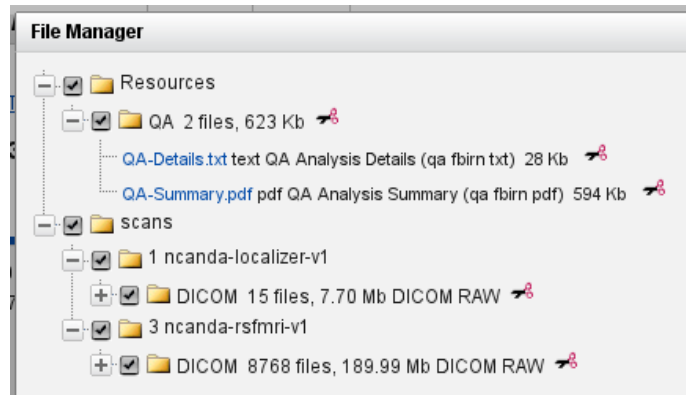 File Manager
Resources
QA 2 files, 623 Kb
QA-Details.txt text QA Analysis Details (qa fbirn txt) 28 Kb
QA-Summary.pdf pdf QA Analysis Summary (qa fbirn pdf) 594 Kb
scans
1 ncanda-localizer-v1
DICOM 15 files, 7.70 Mb DICOM RAW
3 ncanda-rsfmri-v1
DICOM 8768 files, 189.99 Mb DICOM RAW